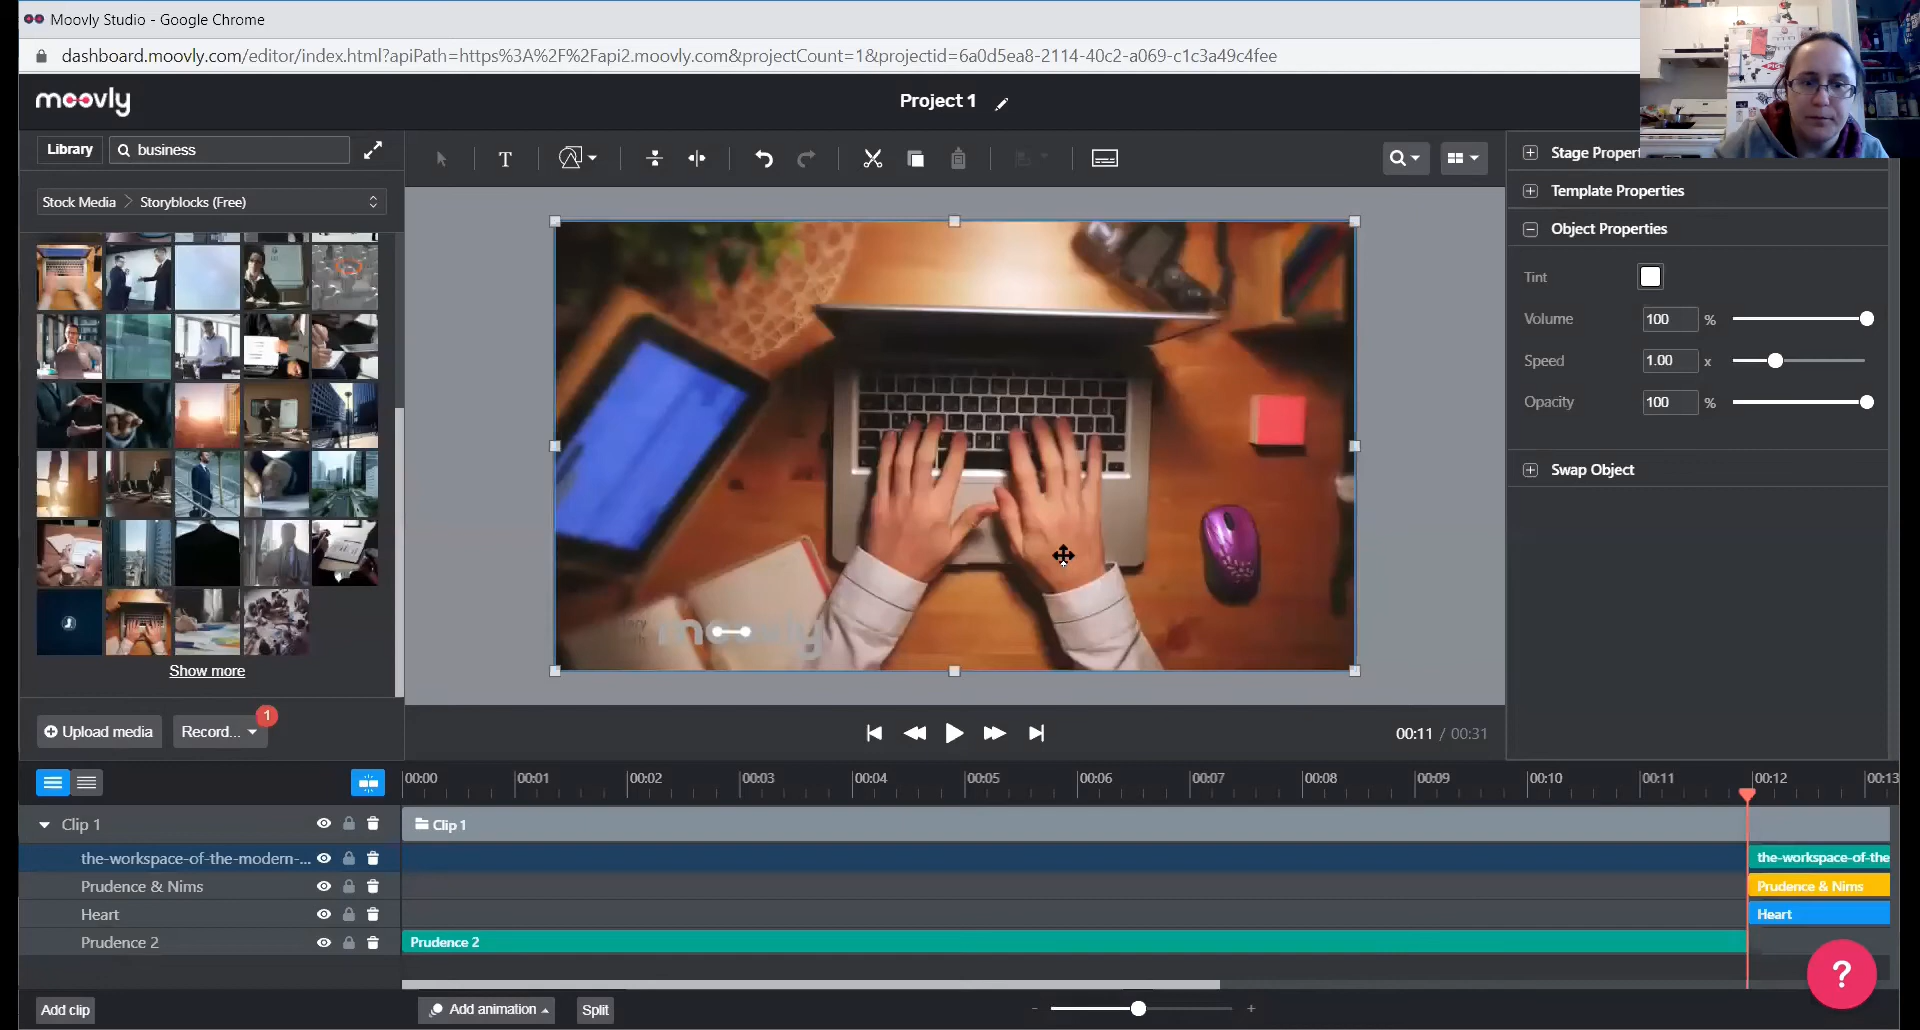 Moovly Studio - Google Chrome
dashboard.moovly.com/editor/index.html?apiPath=https%3A%2F%2Fapi2.moovly.com&projectCount=1&projectid=6a0d5ea8-2114-40c2-a069-c1c3a49c4fee
moovly
Project 1
Library
business
T
Stock Media
Storyblocks (Free)
Stage Propert
Template Properties
Object Properties
Tint
Volume 100 %
Speed 1.00 x
Opacity 100 %
Swap Object
moovly
Show more
Upload media
Record...
1
00:11 / 00:31
00:00 00:01 00:02 00:03 00:04 00:05 00:06 00:07 00:08 00:09 00:10 00:11 00:12 00:13
Clip 1
Clip 1
the-workspace-of-the-modern-...
the-workspace-of-the
Prudence & Nims
Prudence & Nims
Heart
Heart
Prudence 2
Prudence 2
?
Add clip
Add animation
Split
- +